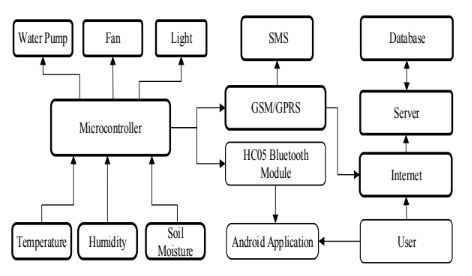 Water Pump
Fan
Light
SMS
Database
Microcontroller
GSM/GPRS
Server
HC05 Bluetooth
Module
Internet
Temperature
Humidity
Soil
Moisture
Android Application
User